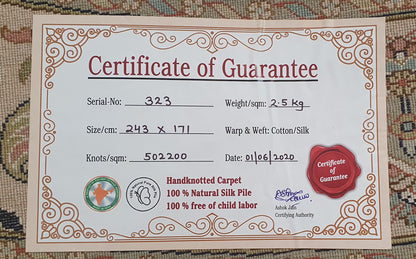 Certificate of Guarantee
Serial-No: 323 Weight/sqm: 2.5 kg
Size/cm: 243 x 171 Warp & Weft: Cotton/Silk
Knots/sqm: 502200 Date: 01/06/2020
Handknotted Carpet
100 % Natural Silk Pile
100 % free of child labor
Certificate of
Guarantee
Ashok Jain
Certifying Authority